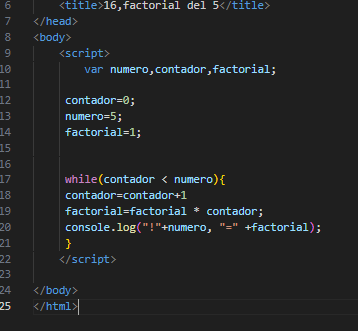 6 <title>16,factorial del 5</title>
7 </head>
8 <body>
9 <script>
10 var numero,contador,factorial;
11
12 contador=0;
13 numero=5;
14 factorial=1;
15
16
17 while(contador < numero){
18 contador=contador+1
19 factorial=factorial * contador;
20 console.log("!"+numero, "=" +factorial);
21 }
22 </script>
23
24 </body>
25 </html>